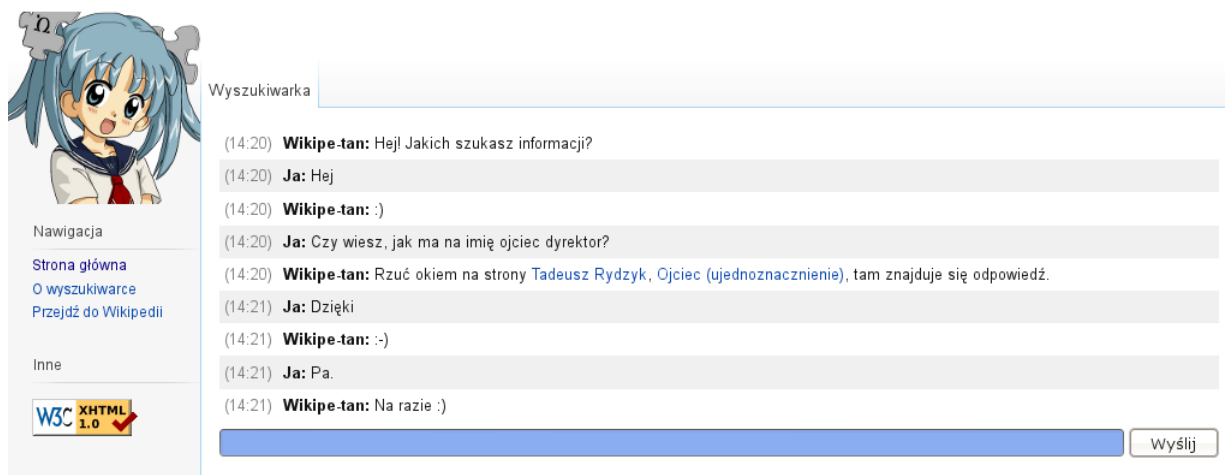 Ω
Wyszukiwarka
(14:20) Wikipe-tan: Hej! Jakich szukasz informacji?
(14:20) Ja: Hej
(14:20) Wikipe-tan: :)
(14:20) Ja: Czy wiesz, jak ma na imię ojciec dyrektor?
(14:20) Wikipe-tan: Rzuć okiem na strony Tadeusz Rydzyk, Ojciec (ujednoznacznienie), tam znajduje się odpowiedź.
(14:21) Ja: Dzięki
(14:21) Wikipe-tan: :-)
(14:21) Ja: Pa.
(14:21) Wikipe-tan: Na razie :)
Wyślij
Nawigacja
Strona główna
O wyszukiwarce
Przejdź do Wikipedii
Inne
W3C XHTML
1.0